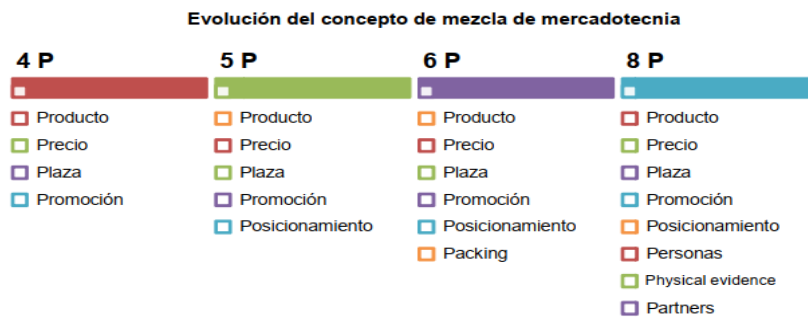 Evolución del concepto de mezcla de mercadotecnia
4 P
Producto
Precio
Plaza
Promoción
5 P
Producto
Precio
Plaza
Promoción
Posicionamiento
6 P
Producto
Precio
Plaza
Promoción
Posicionamiento
Packing
8 P
Producto
Precio
Plaza
Promoción
Posicionamiento
Personas
Physical evidence
Partners